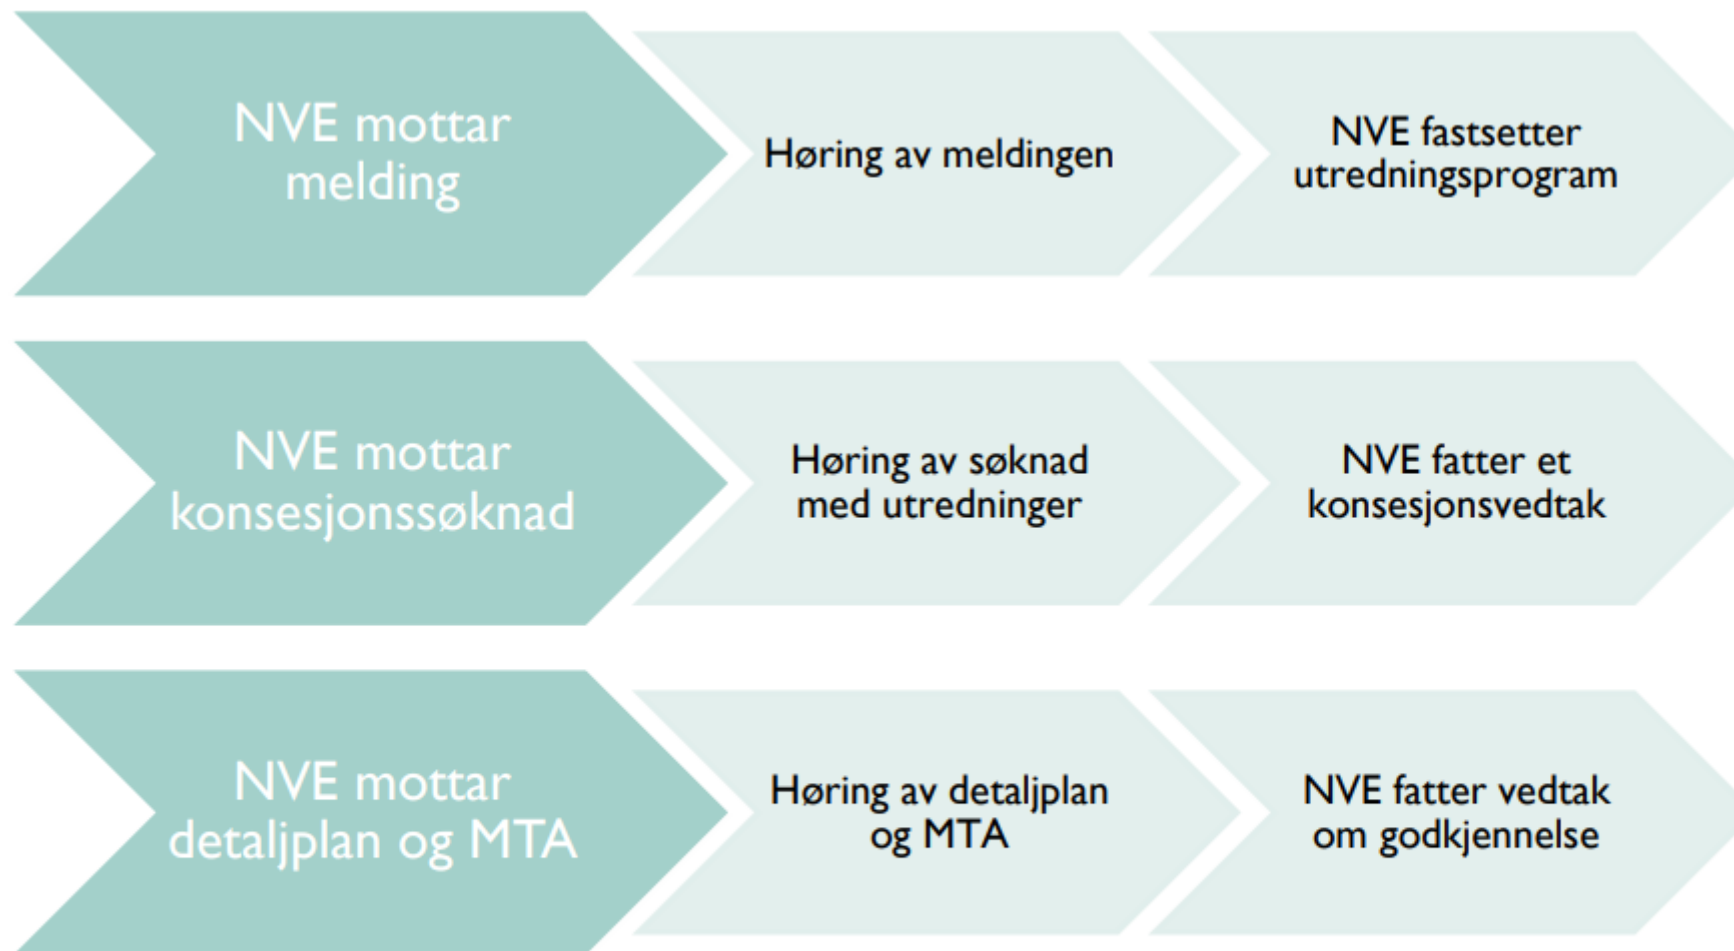 NVE mottar
melding
Høring av meldingen
NVE fastsetter
utredningsprogram
NVE mottar
konsesjonssøknad
Høring av søknad
med utredninger
NVE fatter et
konsesjonsvedtak
NVE mottar
detaljplan og MTA
Høring av detaljplan
og MTA
NVE fatter vedtak
om godkjennelse